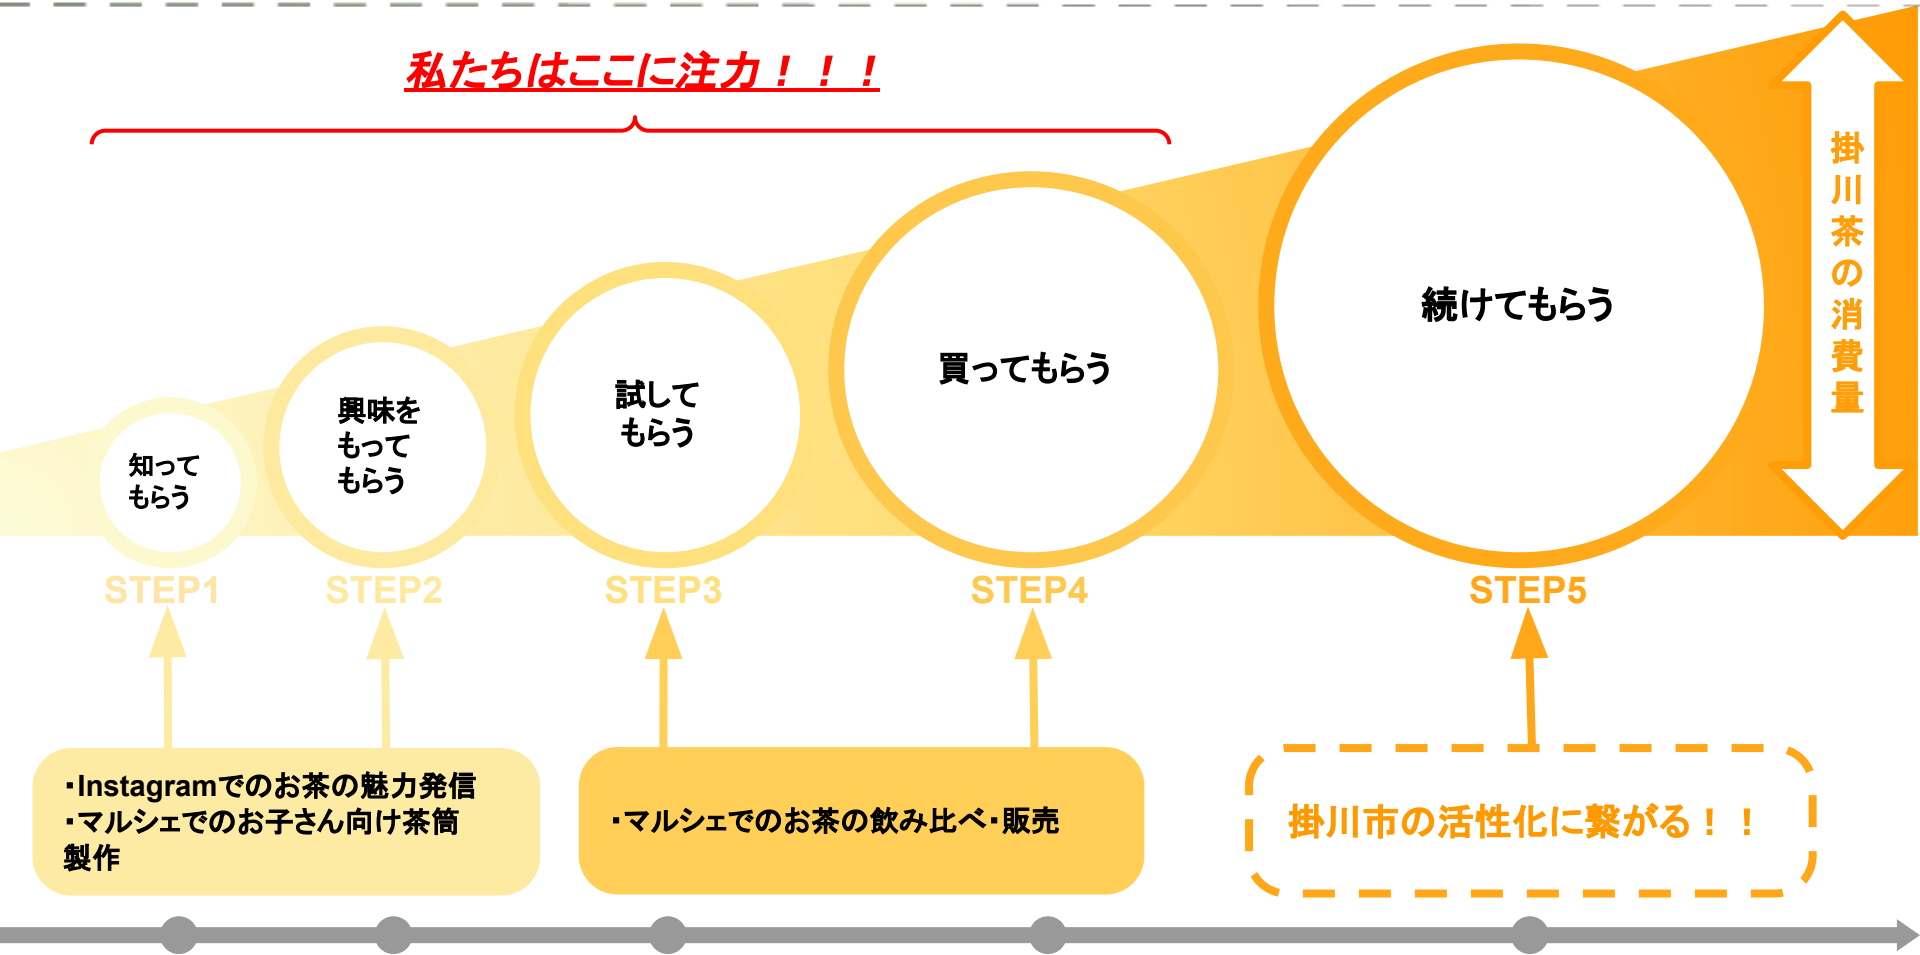 私たちはここに注力！！！
知って
もらう
興味を
もって
もらう
試して
もらう
買ってもらう
続けてもらう
掛川茶の消費量
STEP1
STEP2
STEP3
STEP4
STEP5
・Instagramでのお茶の魅力発信
・マルシェでのお子さん向け茶筒
製作
・マルシェでのお茶の飲み比べ・販売
掛川市の活性化に繋がる！！